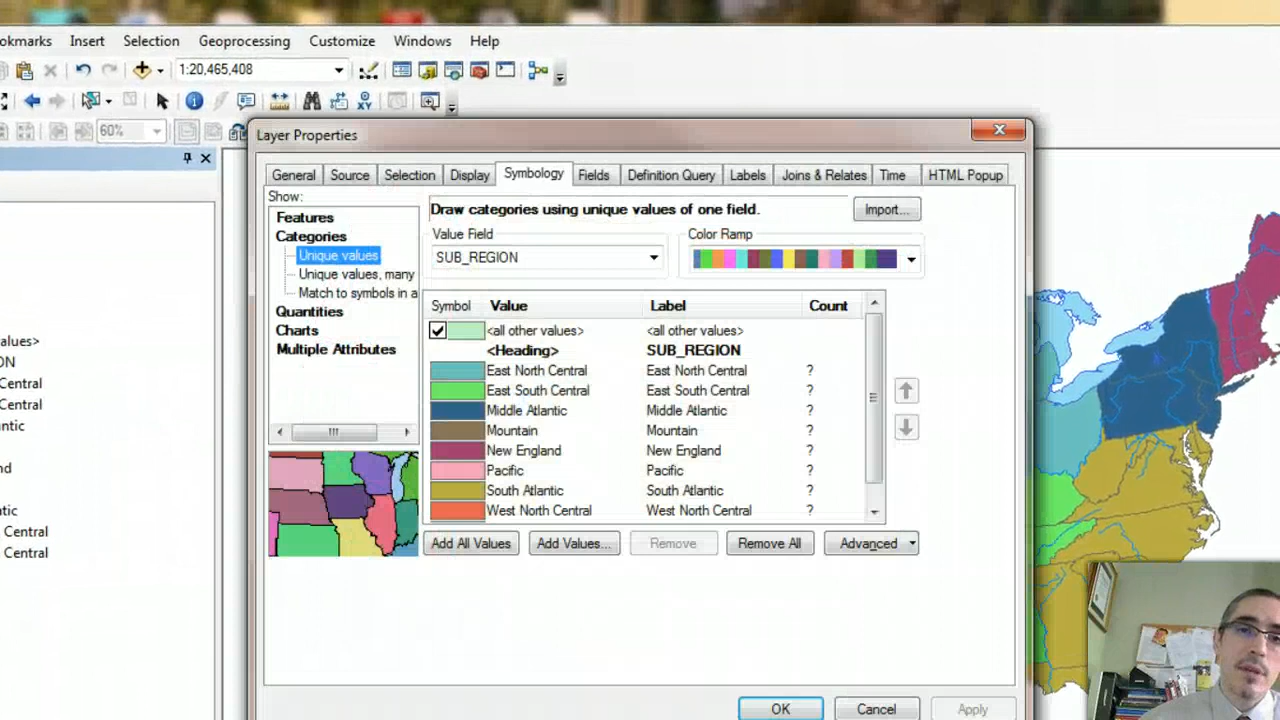 okmarks Insert Selection Geoprocessing Customize Windows Help
1:20,465,408
60%
Layer Properties
General Source Selection Display Symbology Fields Definition Query Labels Joins & Relates Time HTML Popup
Show:
Features
Categories
Unique values
Unique values, many
Match to symbols in a
Quantities
Charts
Multiple Attributes
Draw categories using unique values of one field.
Import...
Value Field
Color Ramp
SUB_REGION
Symbol Value Label Count
<all other values> <all other values>
<Heading> SUB_REGION
East North Central East North Central ?
East South Central East South Central ?
Middle Atlantic Middle Atlantic ?
Mountain Mountain ?
New England New England ?
Pacific Pacific ?
South Atlantic South Atlantic ?
West North Central West North Central ?
Add All Values Add Values... Remove Remove All Advanced
OK Cancel Apply
alues>
ON
Central
Central
antic
nd
ntic
Central
Central